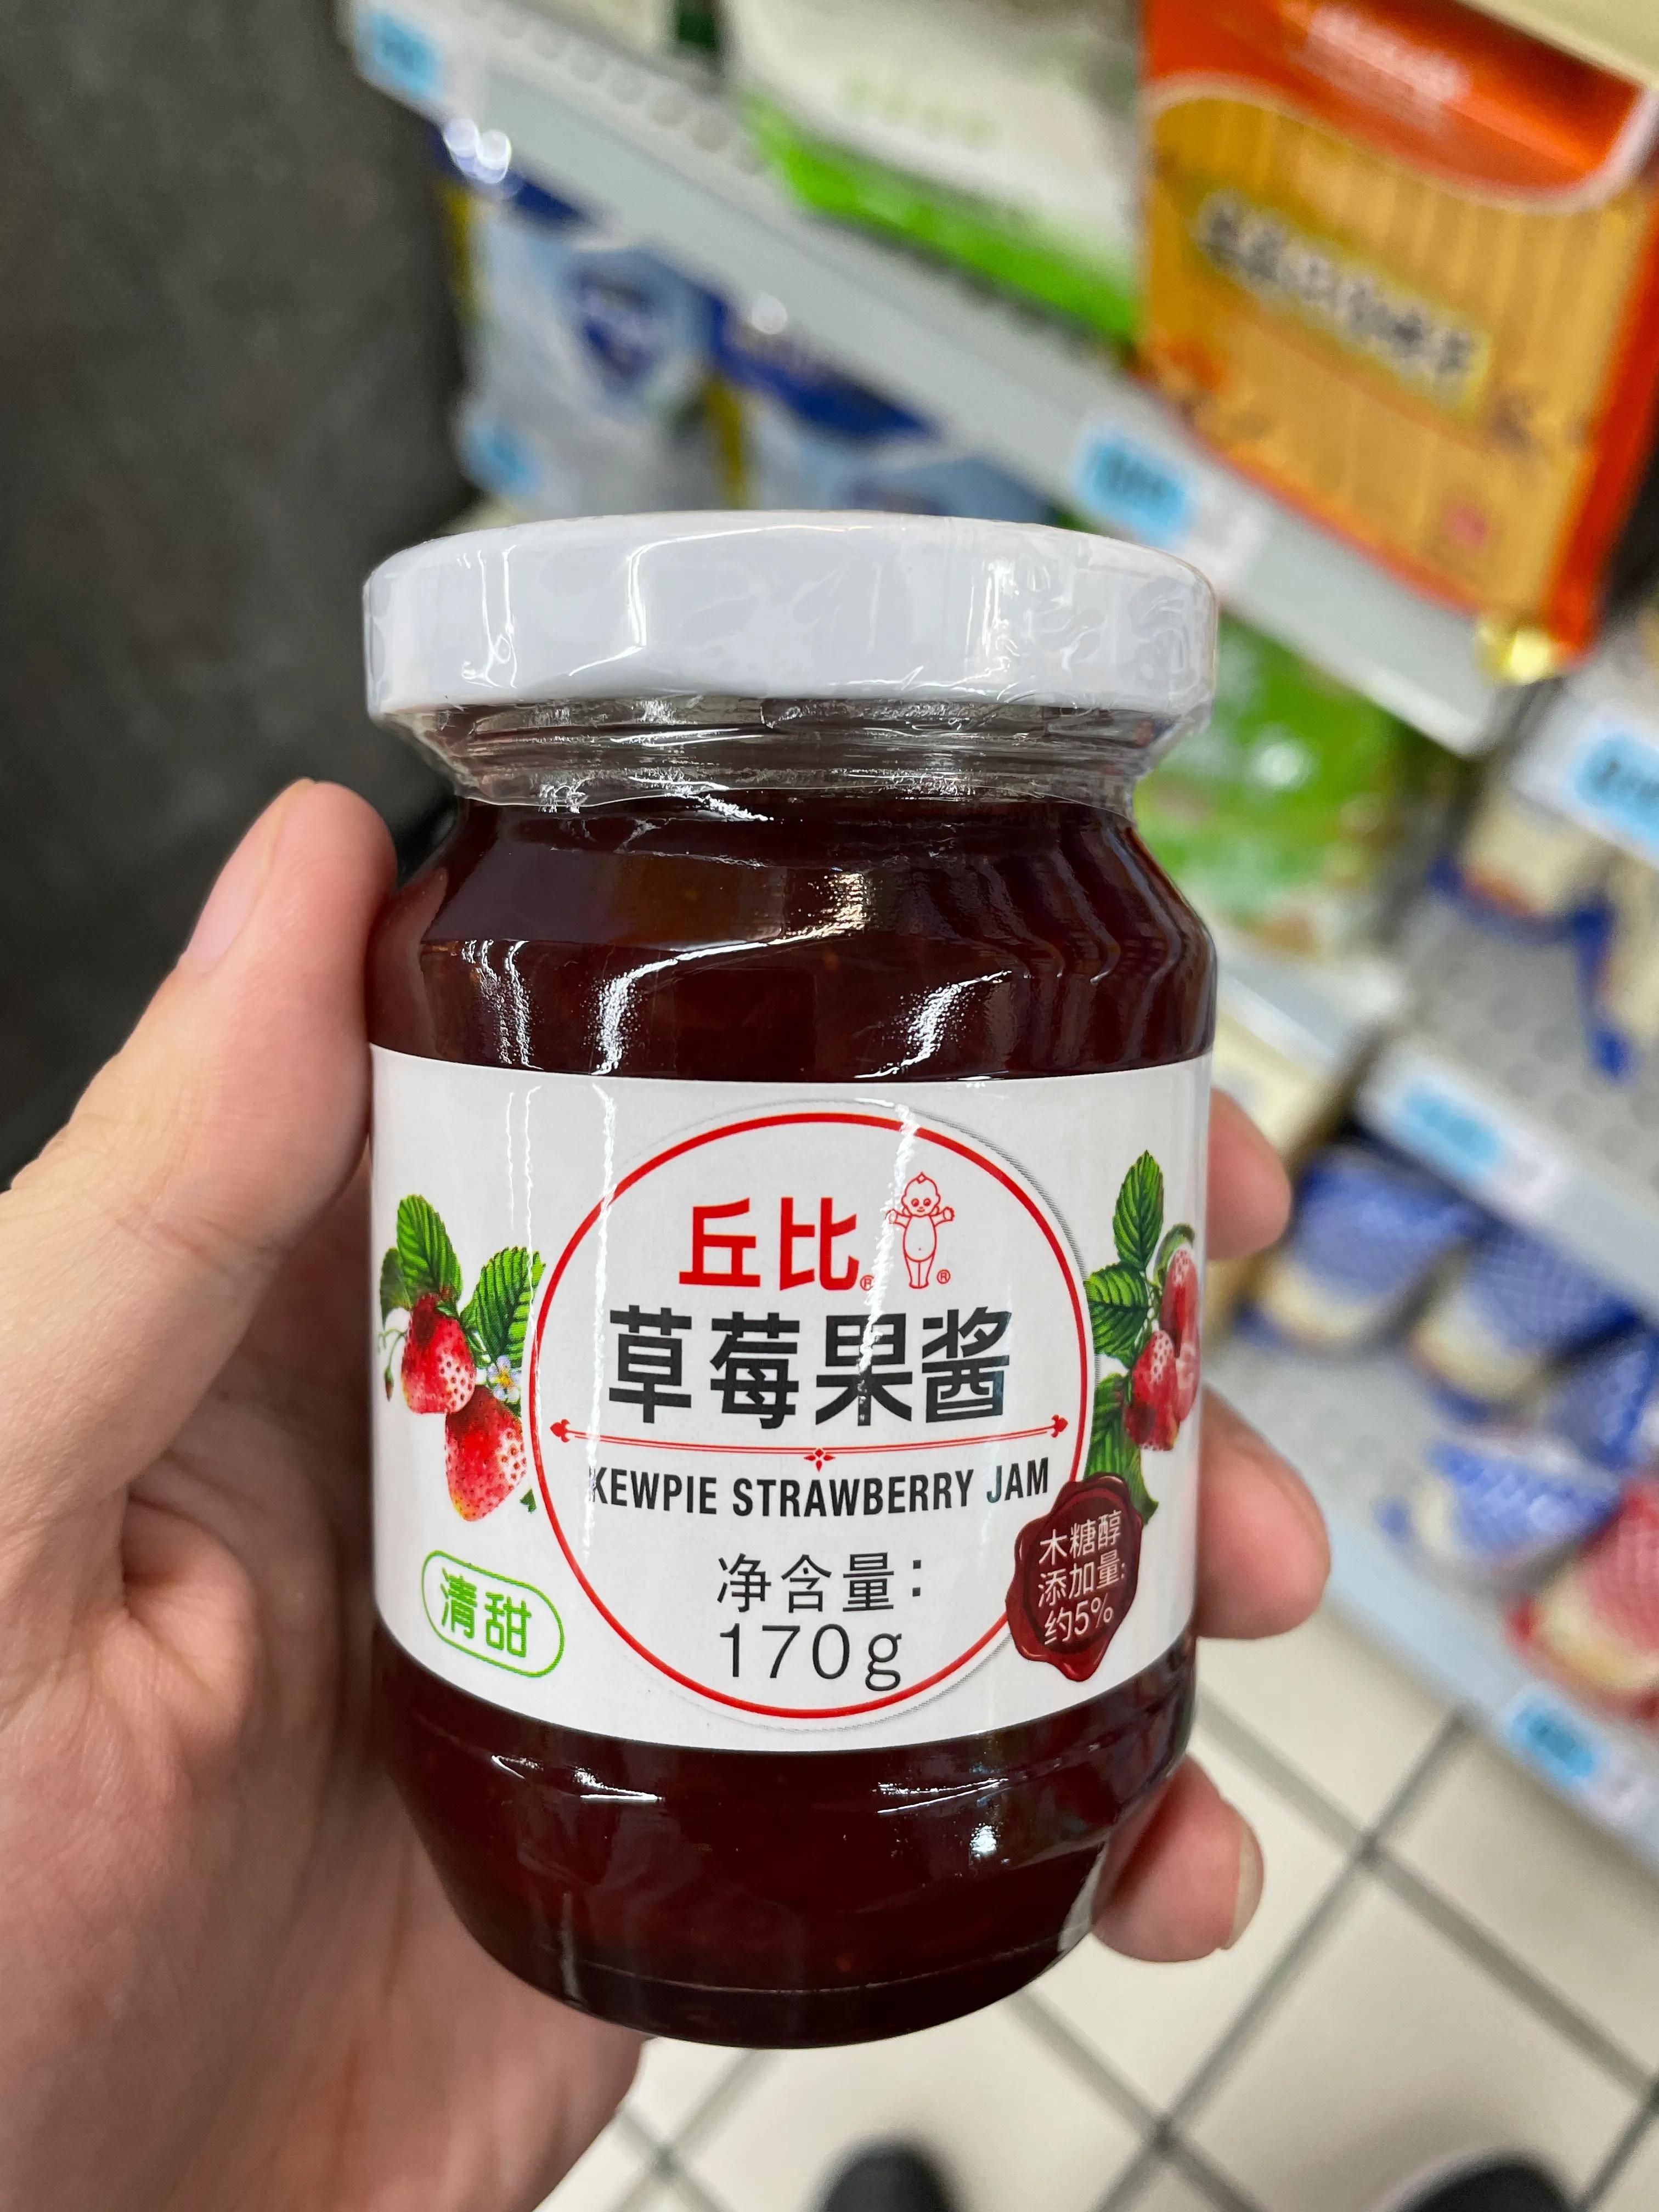 丘比®®
草莓果酱
KEWPIE STRAWBERRY JAM
净含量:
170g
清甜
木糖醇
添加量:
约5%